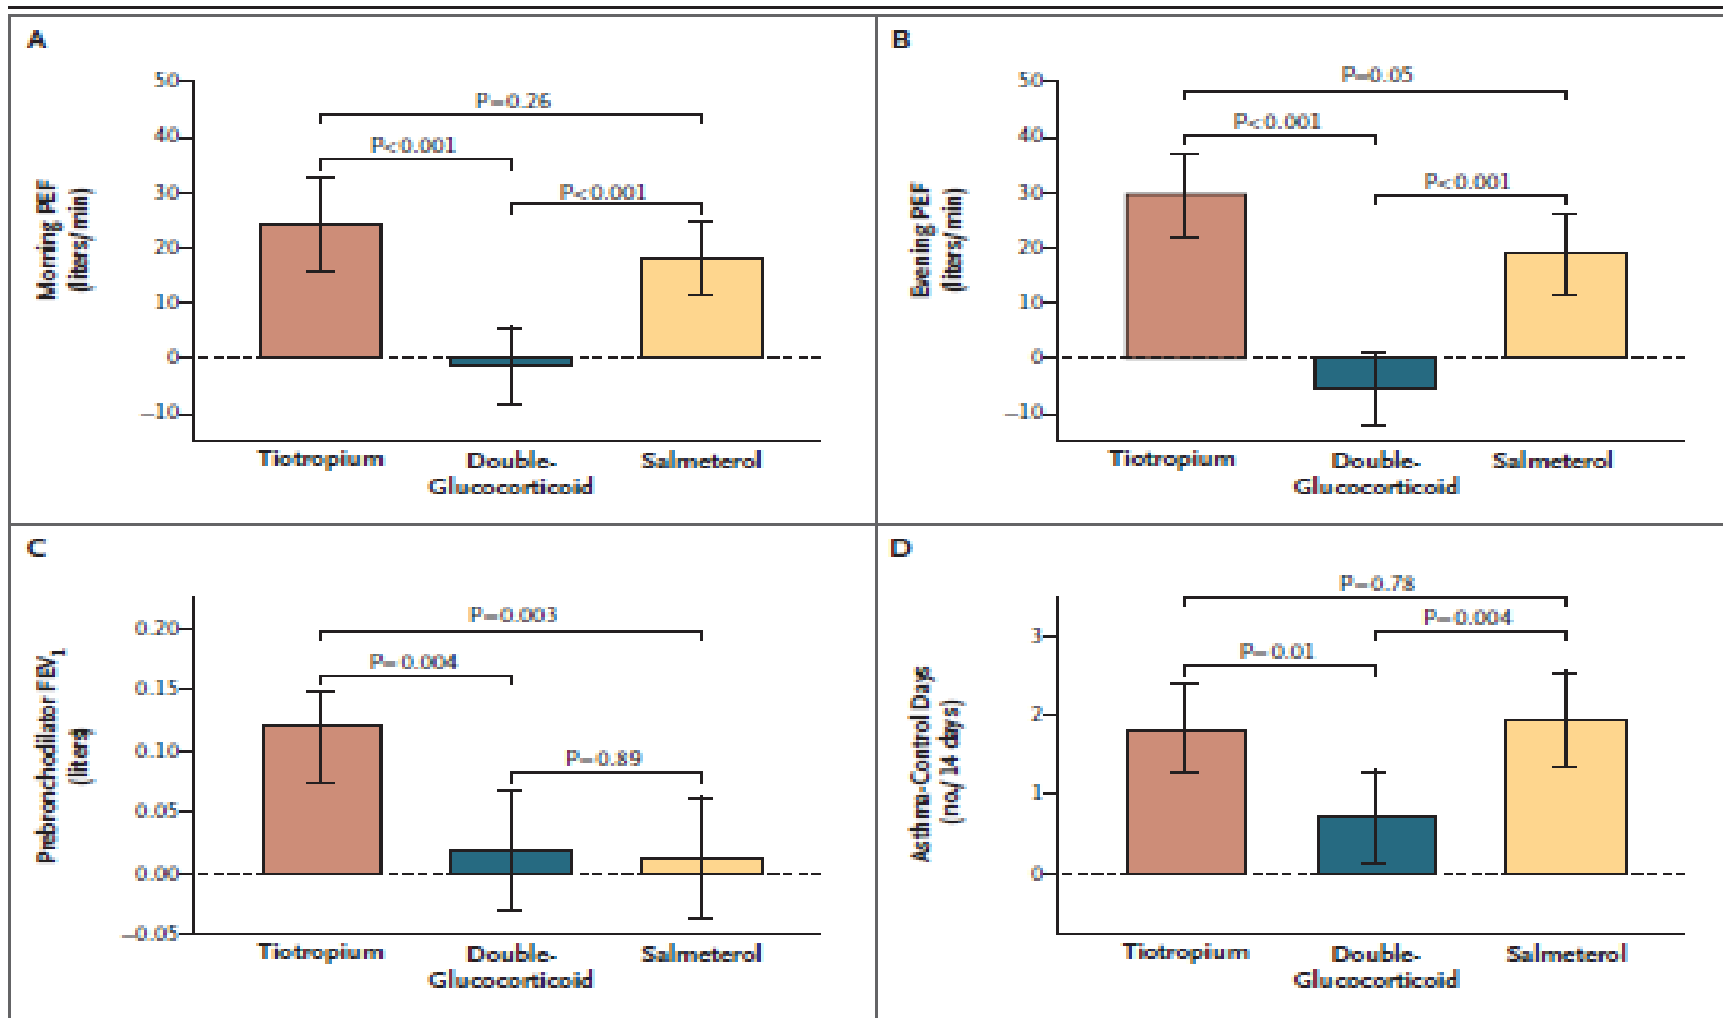 A
50
40
30
20
10
0
−10
Morning PEF
(liters/min)
P=0.26
P<0.001
P<0.001
Tiotropium
Double-
Glucocorticoid
Salmeterol
B
50
40
30
20
10
0
−10
Evening PEF
(liters/min)
P=0.05
P<0.001
P<0.001
Tiotropium
Double-
Glucocorticoid
Salmeterol
C
0.20
0.15
0.10
0.05
0.00
−0.05
Prebronchodilator FEV₁
(liters)
P=0.003
P=0.004
P=0.89
Tiotropium
Double-
Glucocorticoid
Salmeterol
D
3
2
1
0
Asthma-Control Days
(no./14 days)
P=0.78
P=0.004
P=0.01
Tiotropium
Double-
Glucocorticoid
Salmeterol